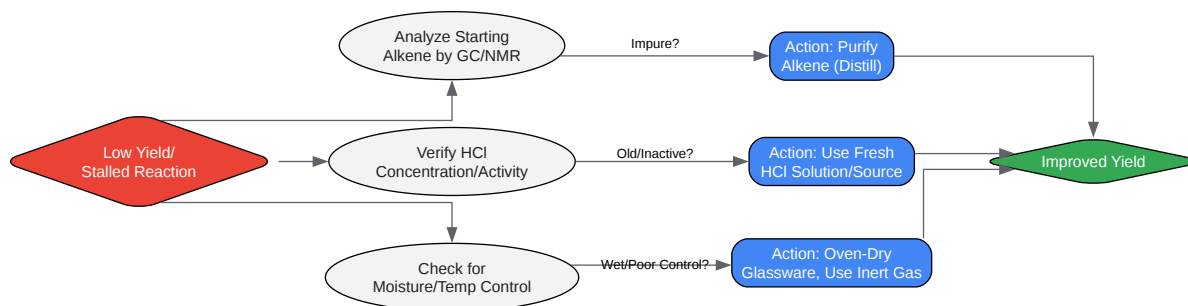 Analyze Starting
Alkene by GC/NMR
Impure?
Action: Purify
Alkene (Distill)
Low Yield/
Stalled Reaction
Verify HCl
Concentration/Activity
Old/Inactive?
Action: Use Fresh
HCl Solution/Source
Improved Yield
Check for
Moisture/Temp Control
Wet/Poor Control?
Action: Oven-Dry
Glassware, Use Inert Gas